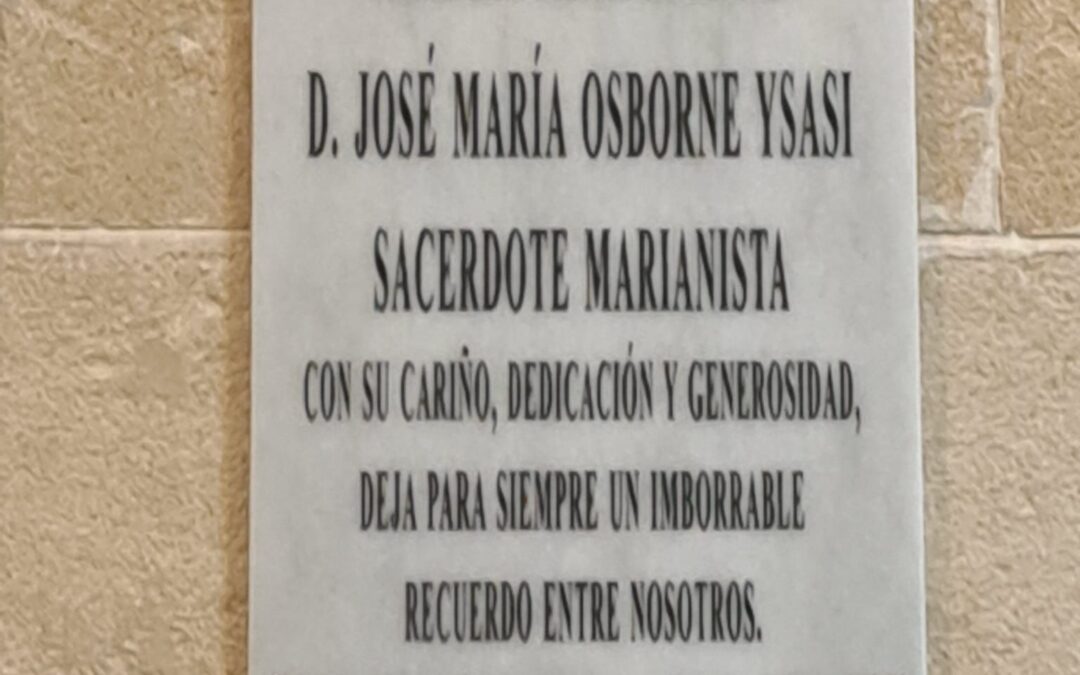 D. JOSÉ MARÍA OSBORNE YSASI
SACERDOTE MARIANISTA
CON SU CARIÑO, DEDICACIÓN Y GENEROSIDAD,
DEJA PARA SIEMPRE UN IMBORRABLE
RECUERDO ENTRE NOSOTROS.